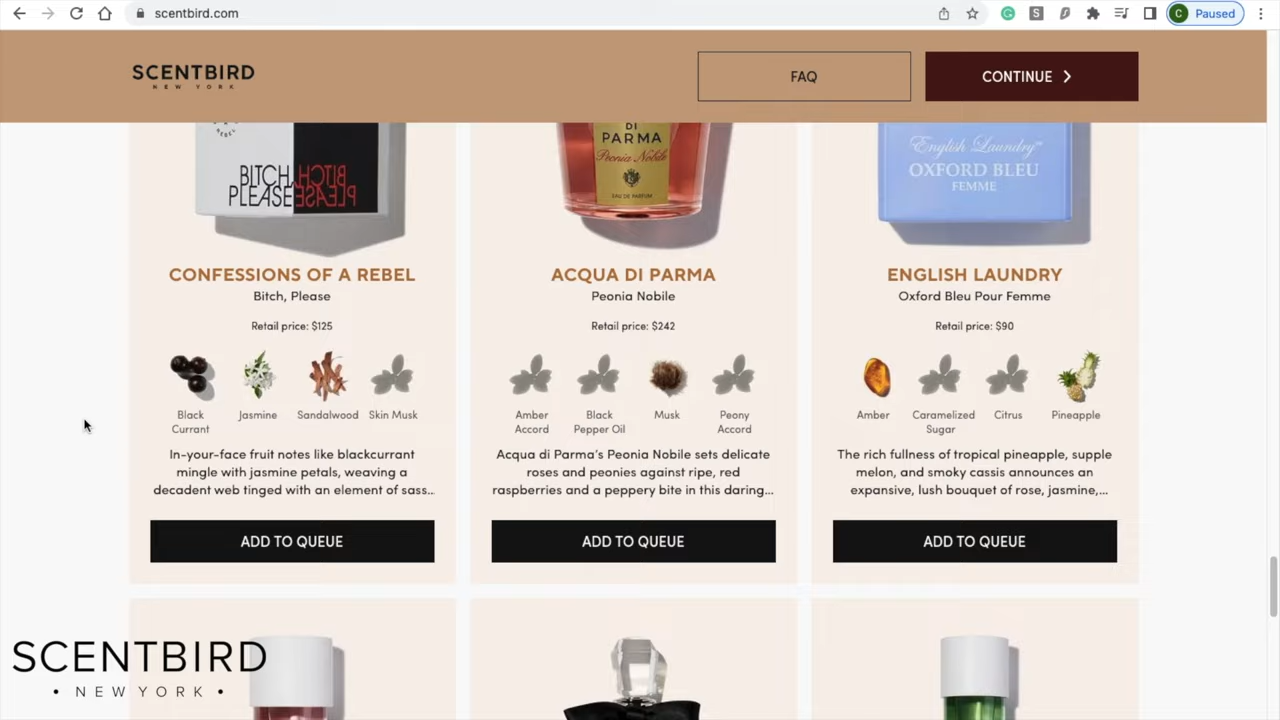 scentbird.com
C Paused
SCENTBIRD
NEW YORK
FAQ
CONTINUE
REBEL
BITCH,
PLEASE
BITCH,
PLEASE
DI
PARMA
Peonia Nobile
EAU DE PARFUM
English Laundry™
OXFORD BLEU
FEMME
CONFESSIONS OF A REBEL
Bitch, Please
Retail price: $125
Black
Currant
Jasmine
Sandalwood
Skin Musk
In-your-face fruit notes like blackcurrant
mingle with jasmine petals, weaving a
decadent web tinged with an element of sass...
ADD TO QUEUE
ACQUA DI PARMA
Peonia Nobile
Retail price: $242
Amber
Accord
Black
Pepper Oil
Musk
Peony
Accord
Acqua di Parma's Peonia Nobile sets delicate
roses and peonies against ripe, red
raspberries and a peppery bite in this daring...
ADD TO QUEUE
ENGLISH LAUNDRY
Oxford Bleu Pour Femme
Retail price: $90
Amber
Caramelized
Sugar
Citrus
Pineapple
The rich fullness of tropical pineapple, supple
melon, and smoky cassis announces an
expansive, lush bouquet of rose, jasmine,...
ADD TO QUEUE
SCENTBIRD
• NEW YORK •